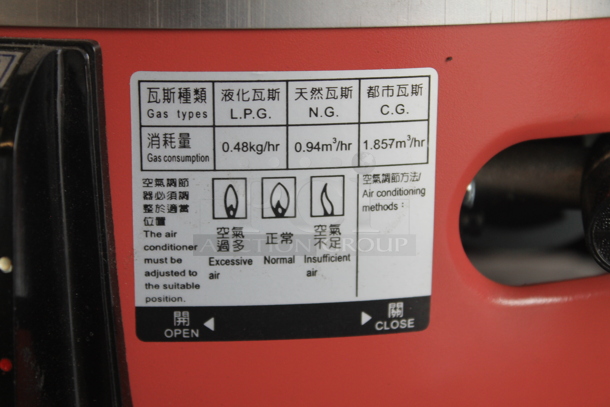 瓦斯種類 液化瓦斯 天然瓦斯 都市瓦斯
Gas types L.P.G. N.G. C.G.
消耗量 0.48kg/hr 0.94m³/hr 1.857m³/hr
Gas consumption
空氣調節
器必須調
整於適當
位置
The air
conditioner
must be
adjusted to
the suitable
position.
空氣 正常 空氣
過多 不足
Excessive Normal Insufficient
air air
空氣調節方法/
Air conditioning
methods：
開 關
OPEN CLOSE
AUCTION GROUP